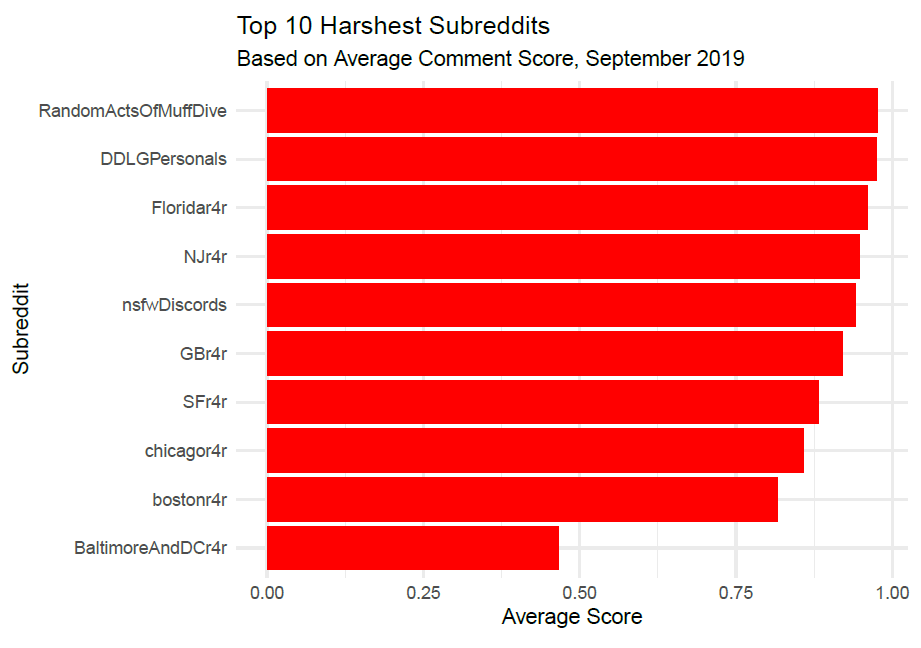 Top 10 Harshest Subreddits
Based on Average Comment Score, September 2019
Subreddit
RandomActsOfMuffDive
DDLGPersonals
Floridar4r
NJr4r
nsfwDiscords
GBr4r
SFr4r
chicagor4r
bostonr4r
BaltimoreAndDCr4r
0.00 0.25 0.50 0.75 1.00
Average Score